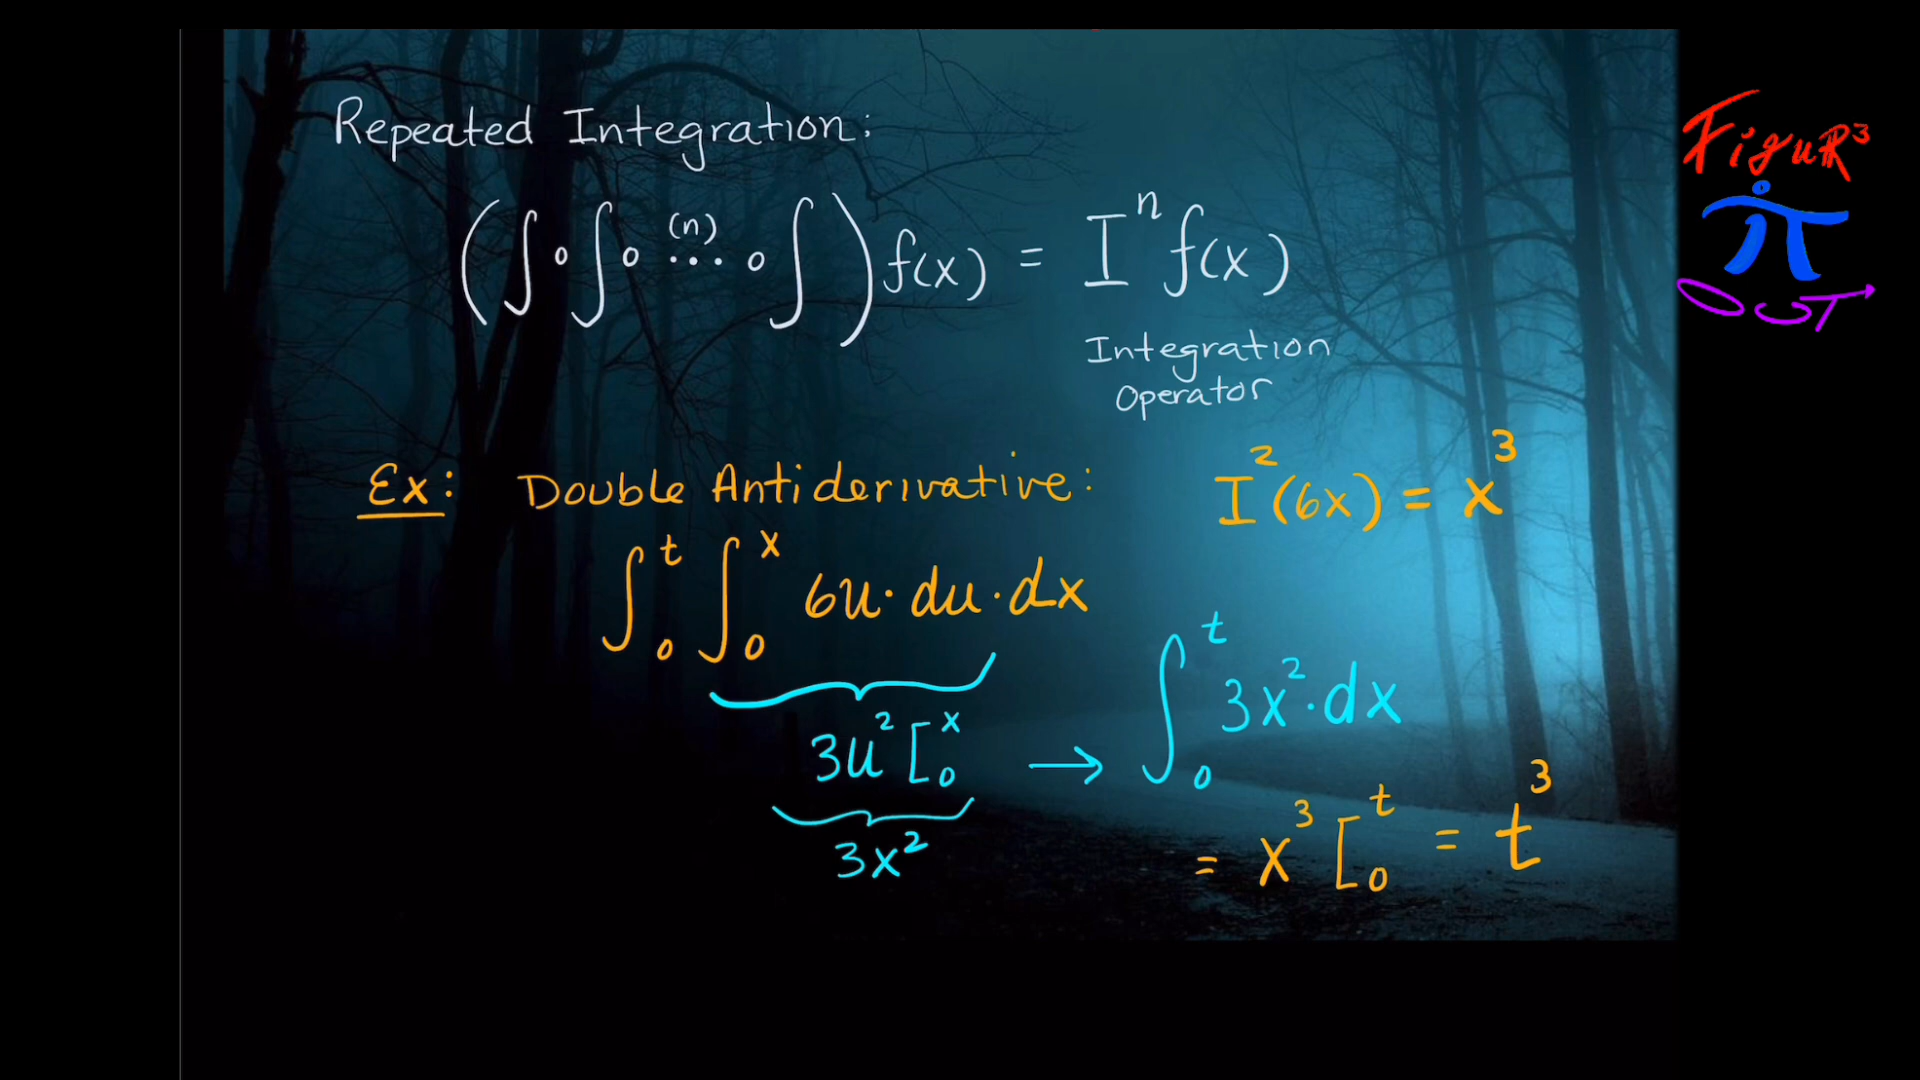 Repeated Integration:
(∫∘∫∘ (n)⋯ ∘∫) f(x) = Iⁿ f(x)
Integration
Operator
Ex: Double Antiderivative: I²(6x) = x³
∫₀ᵗ ∫₀ˣ 6u · du · dx
3u² [₀ˣ → ∫₀ᵗ 3x² · dx
3x²
= x³ [₀ᵗ = t³
FiguR³
iT
OuT